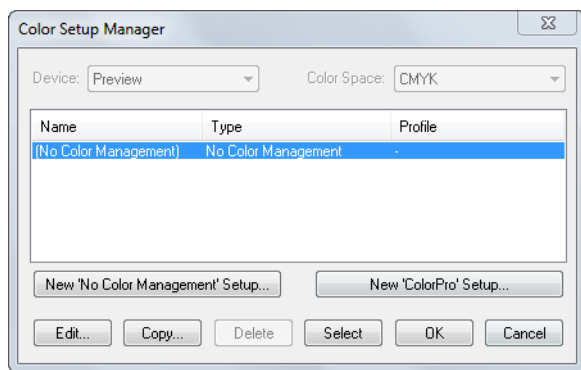 Color Setup Manager
Device: Preview Color Space: CMYK
Name Type Profile
(No Color Management) No Color Management -
New 'No Color Management' Setup... New 'ColorPro' Setup...
Edit... Copy... Delete Select OK Cancel